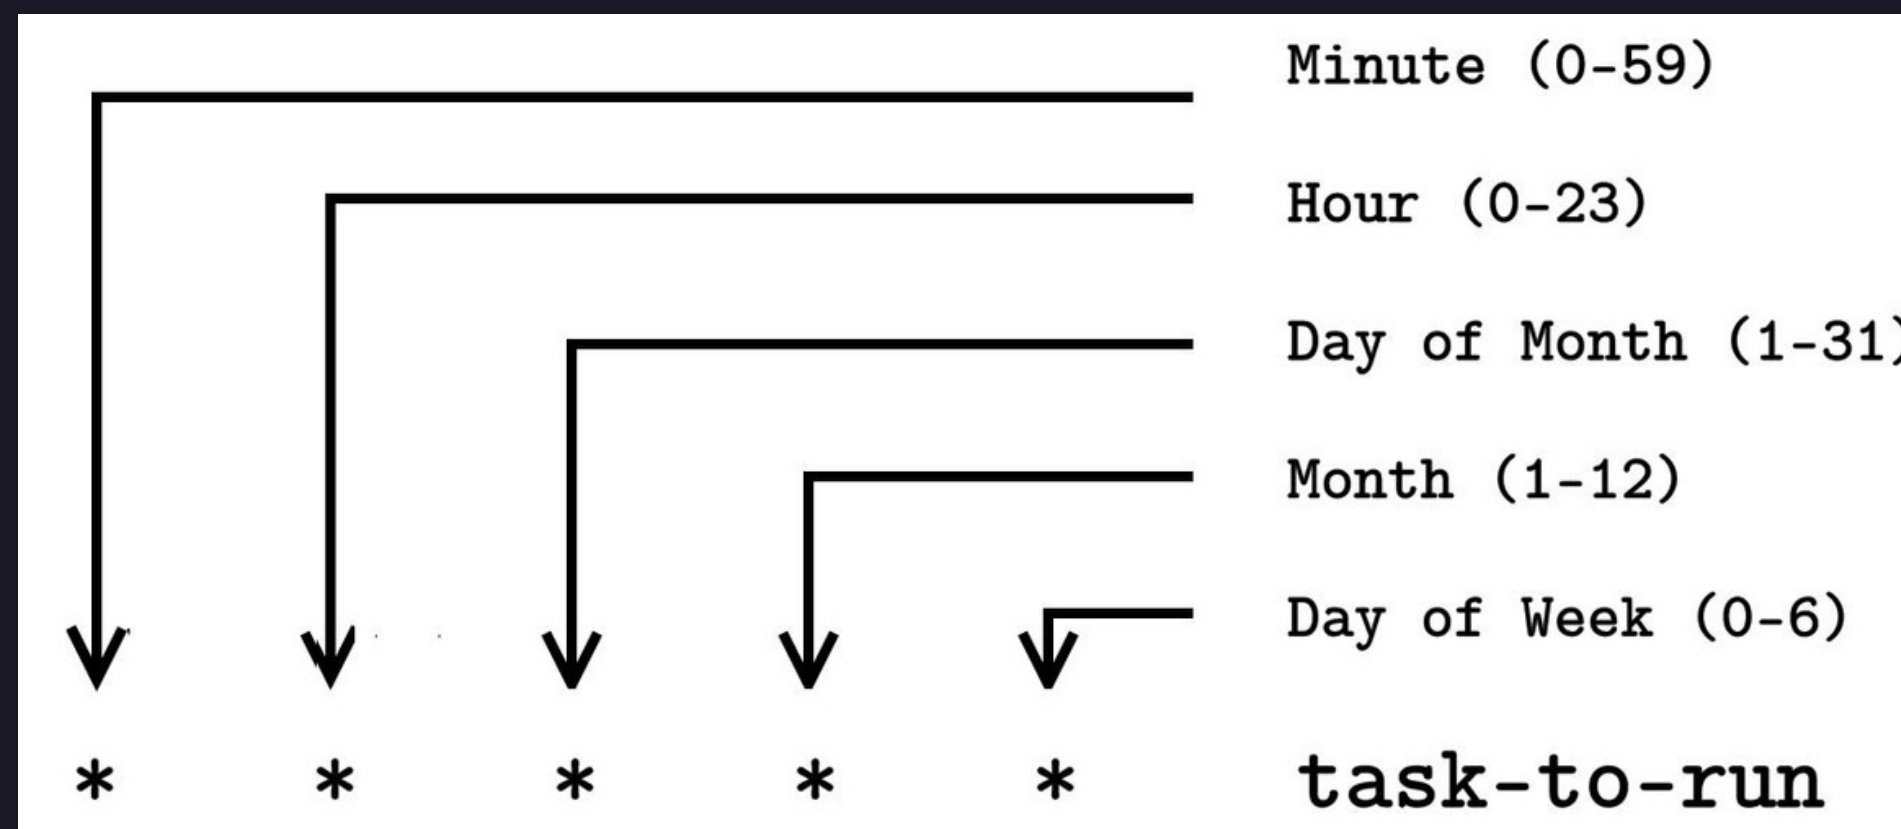 Minute (0-59)
Hour (0-23)
Day of Month (1-31)
Month (1-12)
Day of Week (0-6)
* * * * * task-to-run